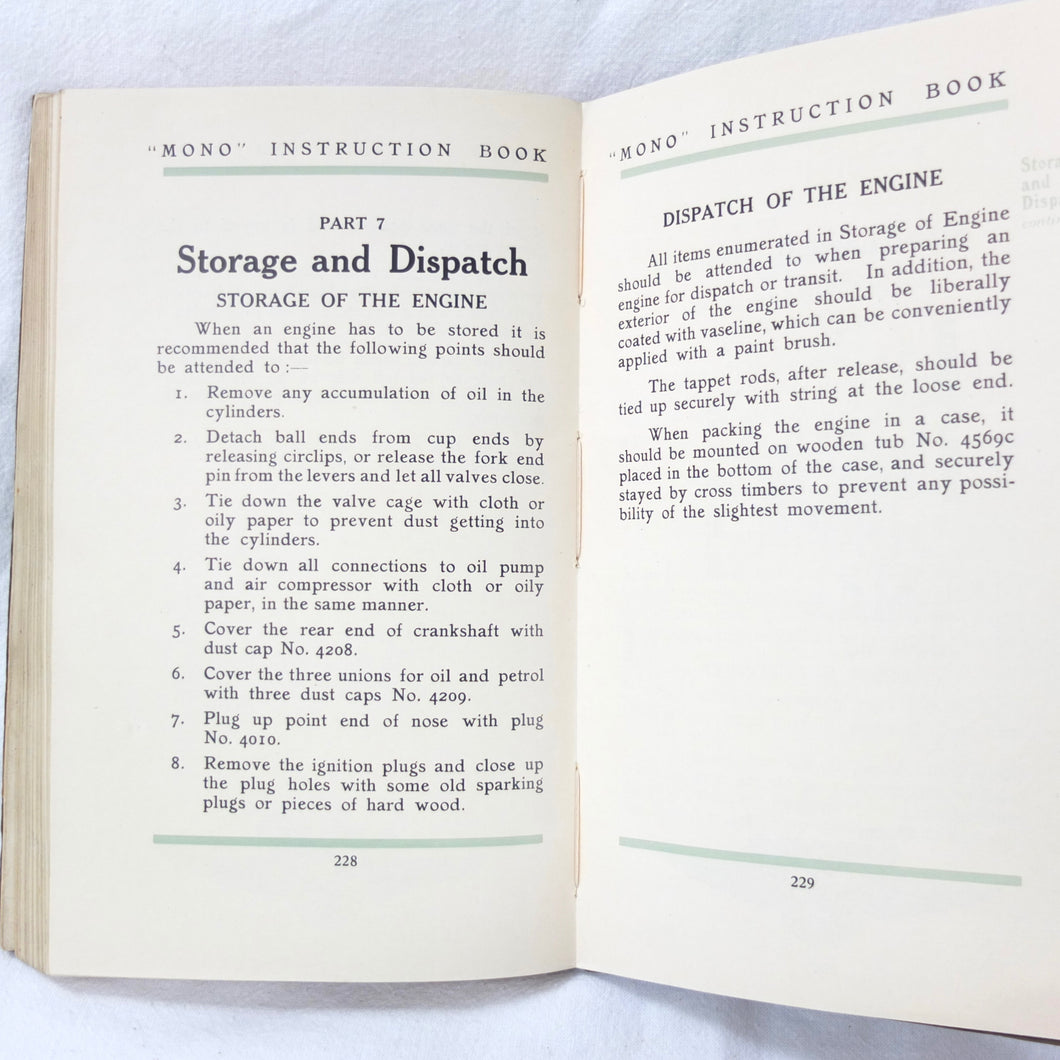 "MONO" INSTRUCTION BOOK
PART 7
Storage and Dispatch
STORAGE OF THE ENGINE
When an engine has to be stored it is
recommended that the following points should
be attended to :—
1. Remove any accumulation of oil in the
cylinders.
2. Detach ball ends from cup ends by
releasing circlips, or release the fork end
pin from the levers and let all valves close.
3. Tie down the valve cage with cloth or
oily paper to prevent dust getting into
the cylinders.
4. Tie down all connections to oil pump
and air compressor with cloth or oily
paper, in the same manner.
5. Cover the rear end of crankshaft with
dust cap No. 4208.
6. Cover the three unions for oil and petrol
with three dust caps No. 4209.
7. Plug up point end of nose with plug
No. 4010.
8. Remove the ignition plugs and close up
the plug holes with some old sparking
plugs or pieces of hard wood.
228
"MONO" INSTRUCTION BOOK
DISPATCH OF THE ENGINE
All items enumerated in Storage of Engine
should be attended to when preparing an
engine for dispatch or transit. In addition, the
exterior of the engine should be liberally
coated with vaseline, which can be conveniently
applied with a paint brush.
The tappet rods, after release, should be
tied up securely with string at the loose end.
When packing the engine in a case, it
should be mounted on wooden tub No. 4569c
placed in the bottom of the case, and securely
stayed by cross timbers to prevent any possi-
bility of the slightest movement.
229
and